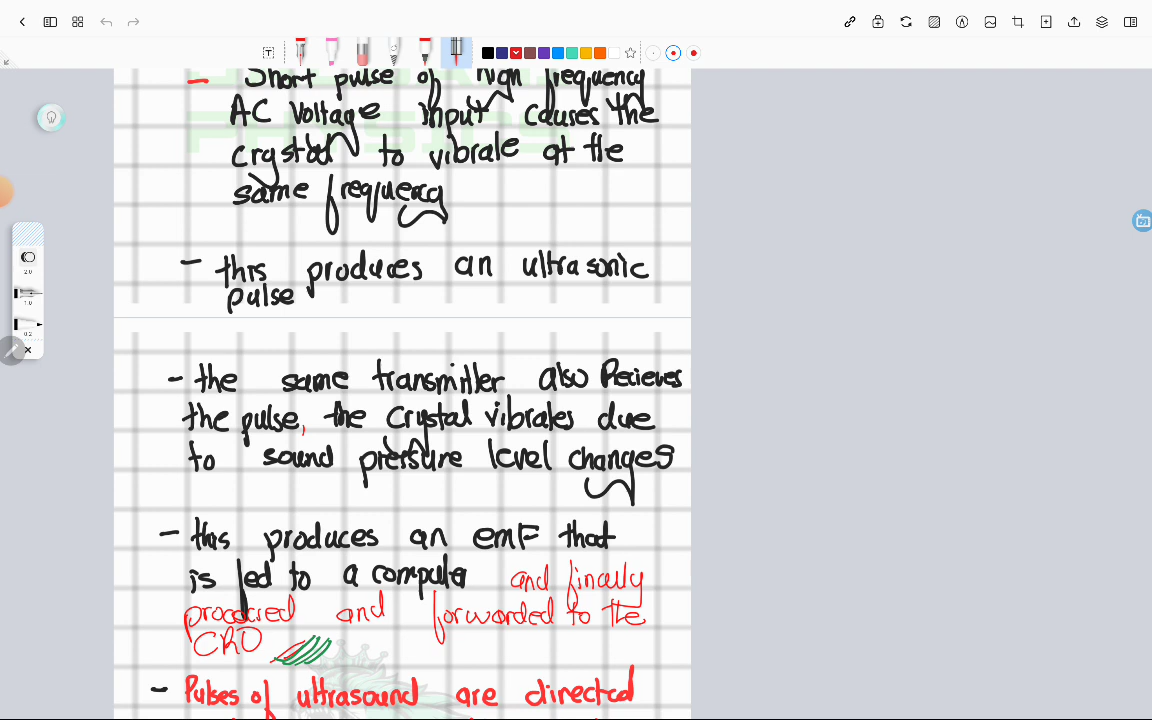 - Short pulse of high frequency
AC Voltage input causes the
crystal to vibrate at the
same frequency
- this produces an ultrasonic
pulse
- the same transmitter also Recieves
the pulse, the crystal vibrates due
to sound pressure level changes
- this produces an emF that
is fed to a computer and finally
processed and forwarded to the
CRO
- Pulses of ultrasound are directed